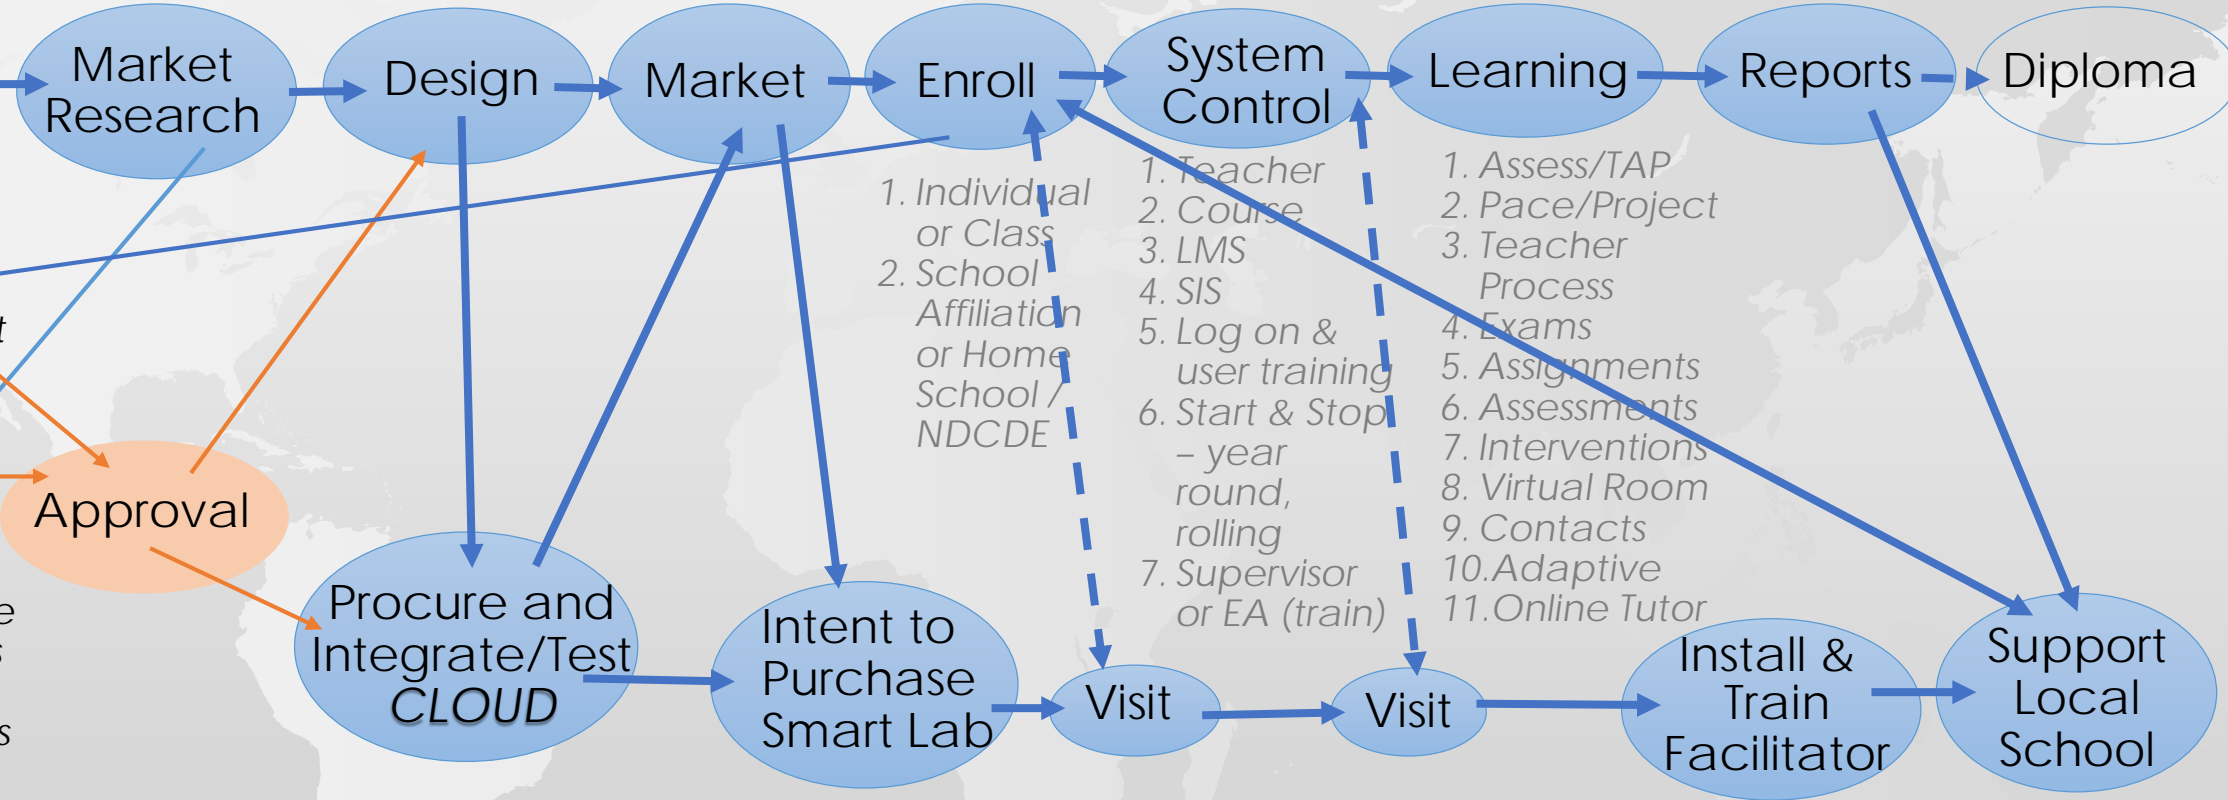 Market
Research
Design
Market
Enroll
System
Control
Learning
Reports
Diploma
1. Individual
or Class
2. School
Affiliation
or Home
School /
NDCDE
1. Teacher
2. Course
3. LMS
4. SIS
5. Log on &
user training
6. Start & Stop
– year
round,
rolling
7. Supervisor
or EA (train)
1. Assess/TAP
2. Pace/Project
3. Teacher
Process
4. Exams
5. Assignments
6. Assessments
7. Interventions
8. Virtual Room
9. Contacts
10.Adaptive
11.Online Tutor
Approval
Procure and
Integrate/Test
CLOUD
Intent to
Purchase
Smart Lab
Visit
Visit
Install &
Train
Facilitator
Support
Local
School